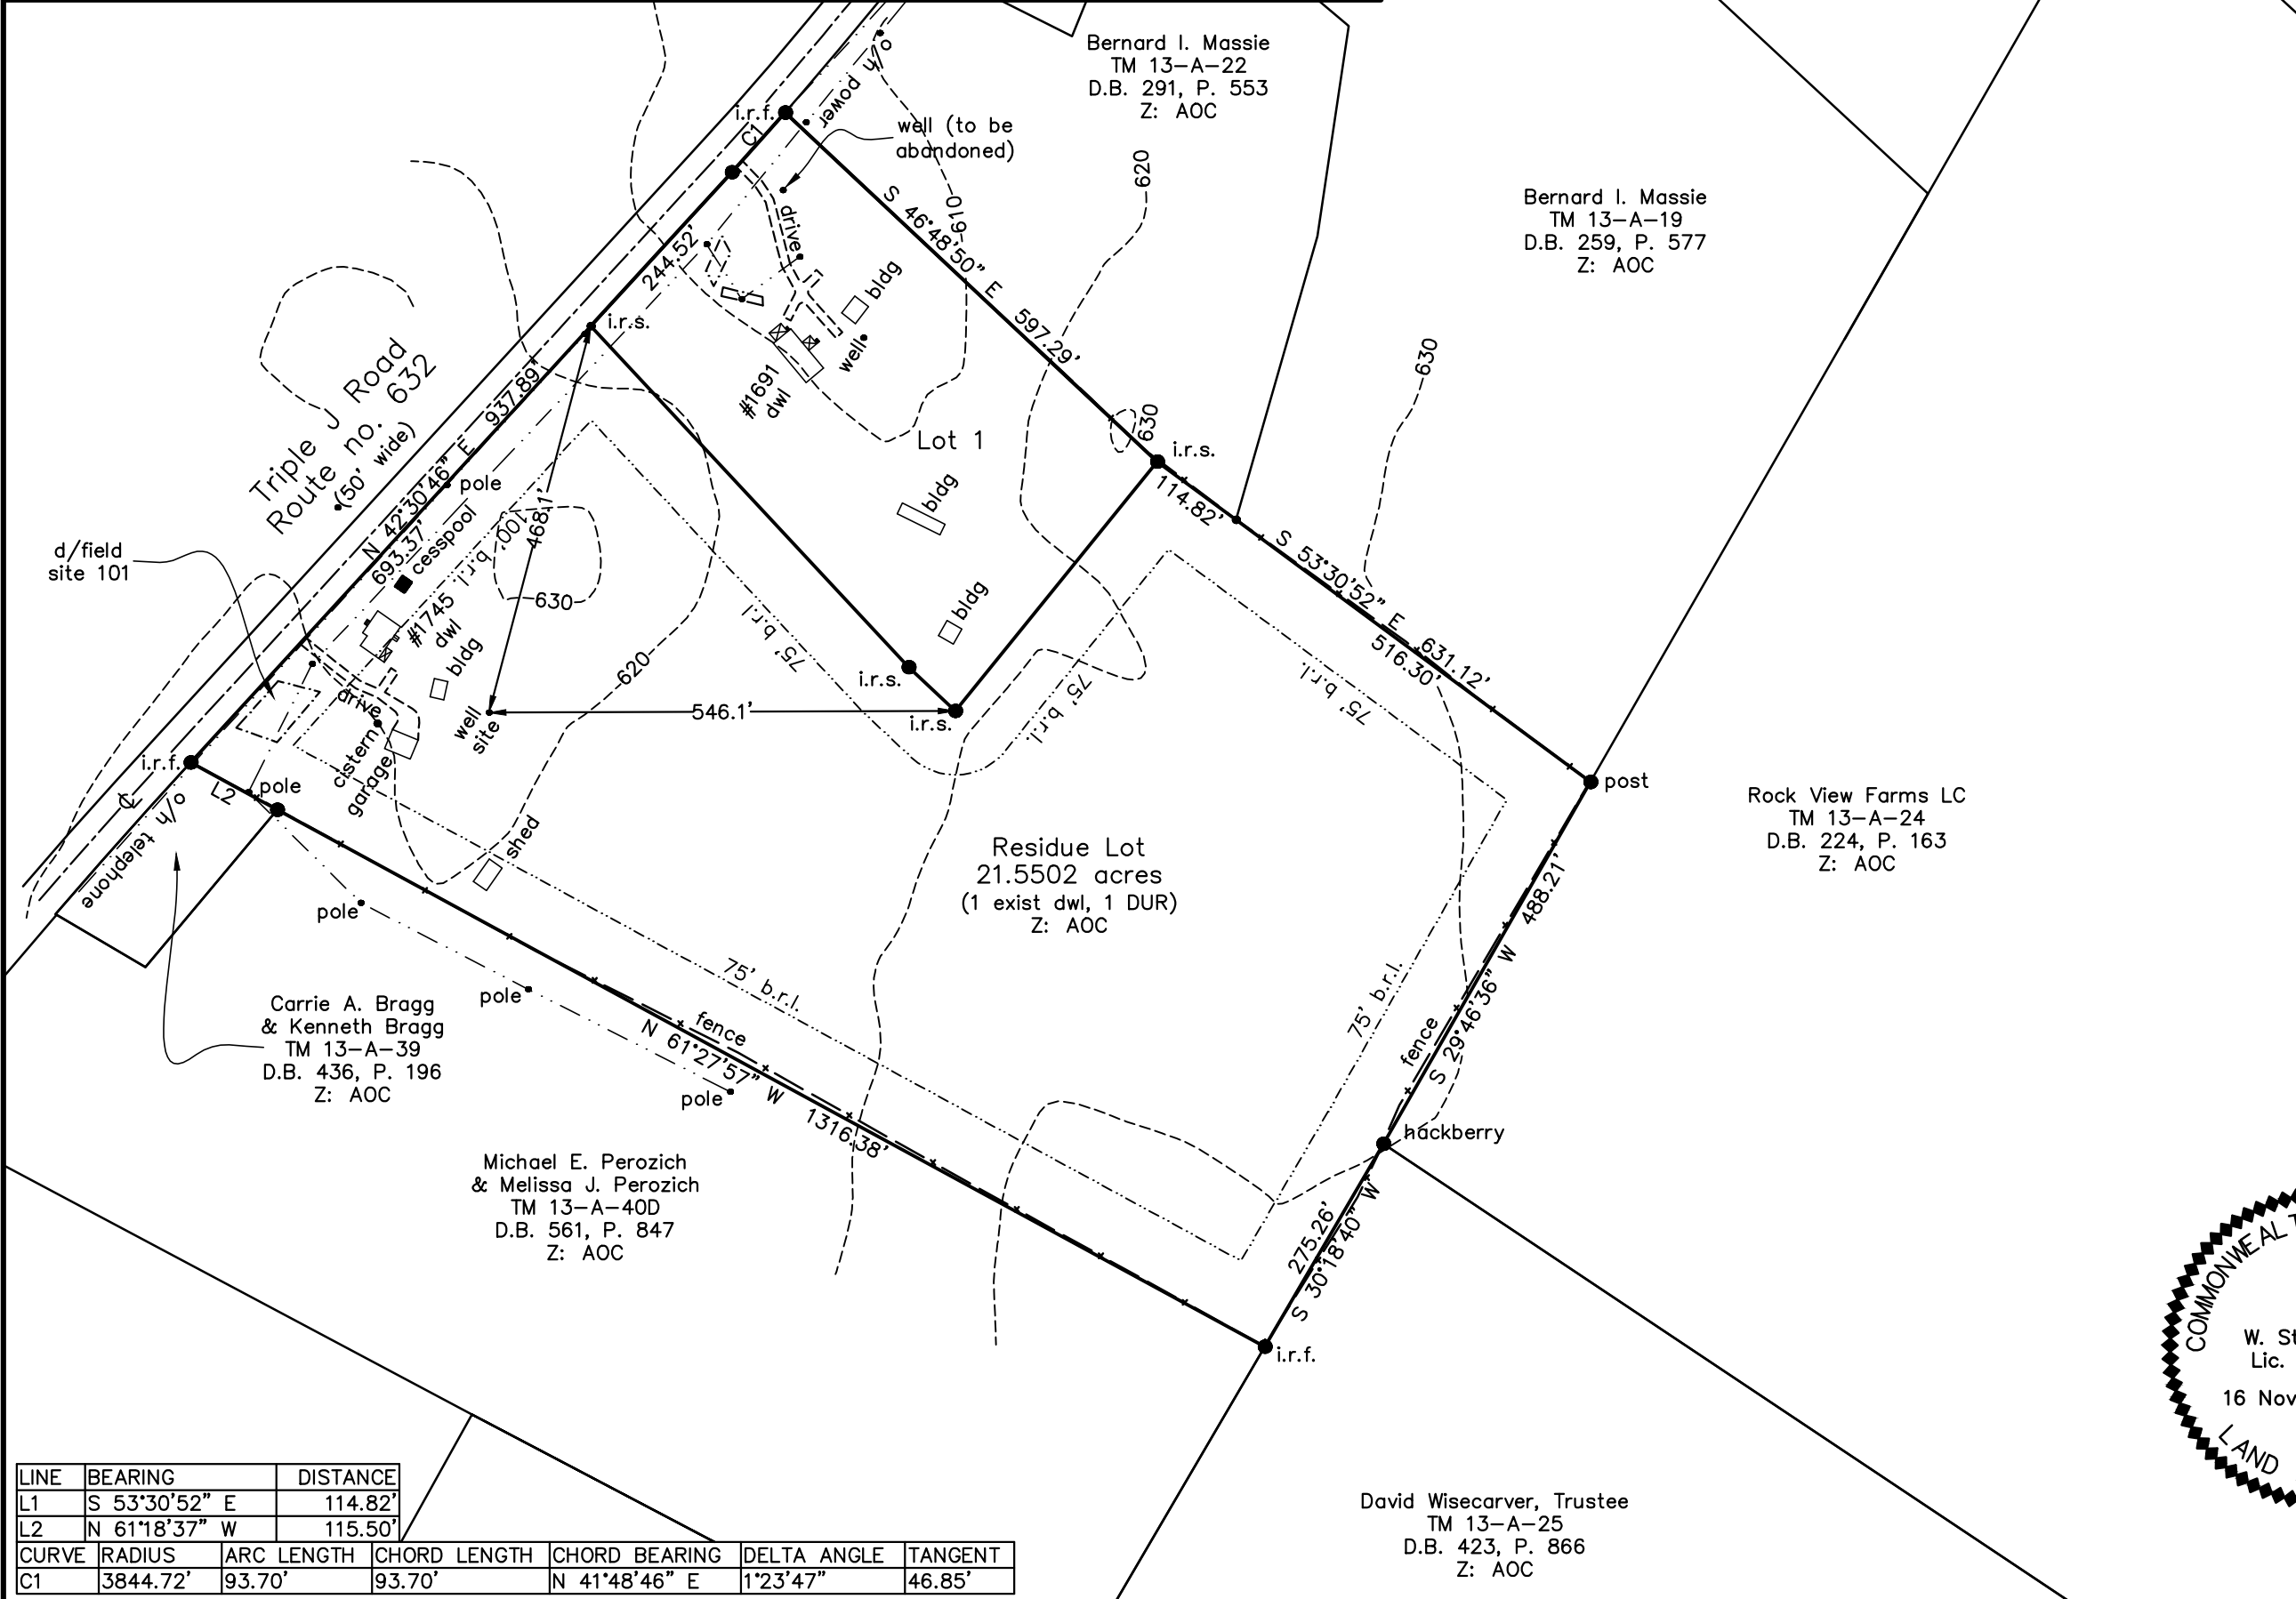 Bernard I. Massie
TM 13-A-22
D.B. 291, P. 553
Z: AOC
o/h power
i.r.f.
C1
well (to be
abandoned)
Bernard I. Massie
TM 13-A-19
D.B. 259, P. 577
Z: AOC
620
610
S 46°48'50" E
597.29'
drive
244.52'
bldg
i.r.s.
well
#1691
dwl
630
630
Lot 1
i.r.s.
Triple J Road
Route no. 632
(50' wide)
N 42°30'46" E 937.89'
693.37'
pole
cesspool
100' b.r.l.
468.1'
114.82'
bldg
S 53°30'52" E 631.12'
516.30'
d/field
site 101
630
#1745
dwl
bldg
620
75' b.r.l.
bldg
i.r.s.
i.r.s.
75' b.r.l.
75' b.r.l.
546.1'
well
site
drive
cistern
garage
i.r.f.
L2
pole
℄
o/h telephone
shed
post
Rock View Farms LC
TM 13-A-24
D.B. 224, P. 163
Z: AOC
Residue Lot
21.5502 acres
(1 exist dwl, 1 DUR)
Z: AOC
488.21'
S 29°46'36" W
fence
75' b.r.l.
pole
pole
75' b.r.l.
fence
N 61°27'57" W 1316.38'
pole
Carrie A. Bragg
& Kenneth Bragg
TM 13-A-39
D.B. 436, P. 196
Z: AOC
hackberry
Michael E. Perozich
& Melissa J. Perozich
TM 13-A-40D
D.B. 561, P. 847
Z: AOC
275.26'
S 30°18'40" W
i.r.f.
W. St
Lic.
16 Nov
LAND
David Wisecarver, Trustee
TM 13-A-25
D.B. 423, P. 866
Z: AOC
LINE BEARING DISTANCE
L1 S 53°30'52" E 114.82'
L2 N 61°18'37" W 115.50'
CURVE RADIUS ARC LENGTH CHORD LENGTH CHORD BEARING DELTA ANGLE TANGENT
C1 3844.72' 93.70' 93.70' N 41°48'46" E 1°23'47" 46.85'